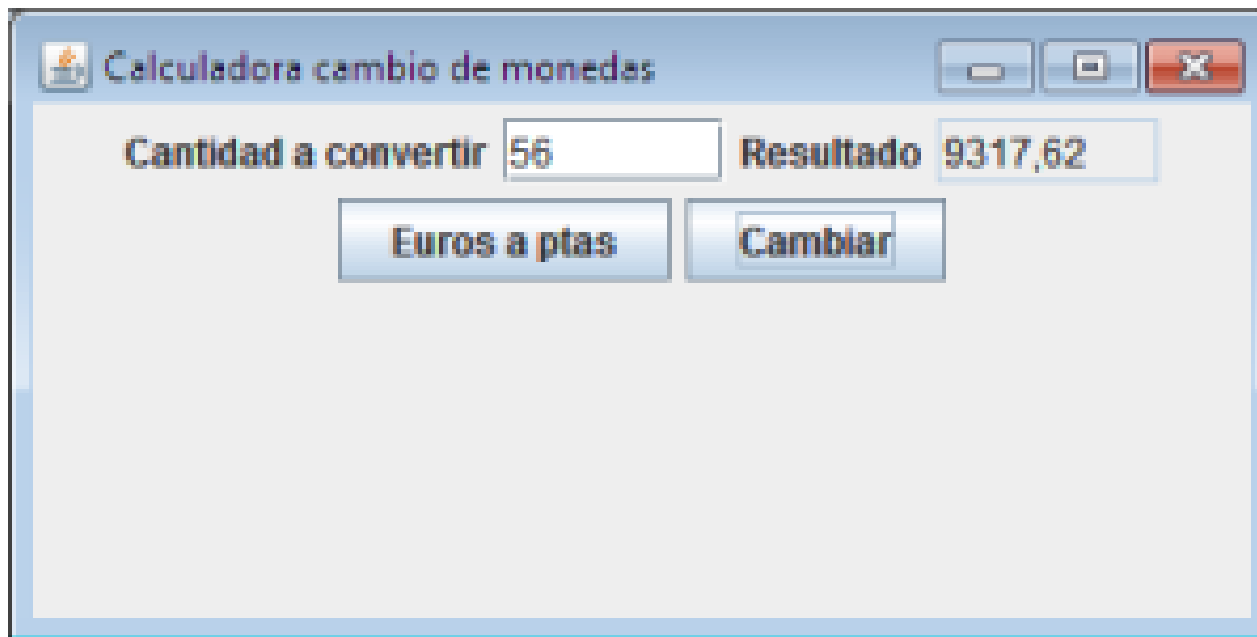 Calculadora cambio de monedas
Cantidad a convertir 56 Resultado 9317,62
Euros a ptas Cambiar